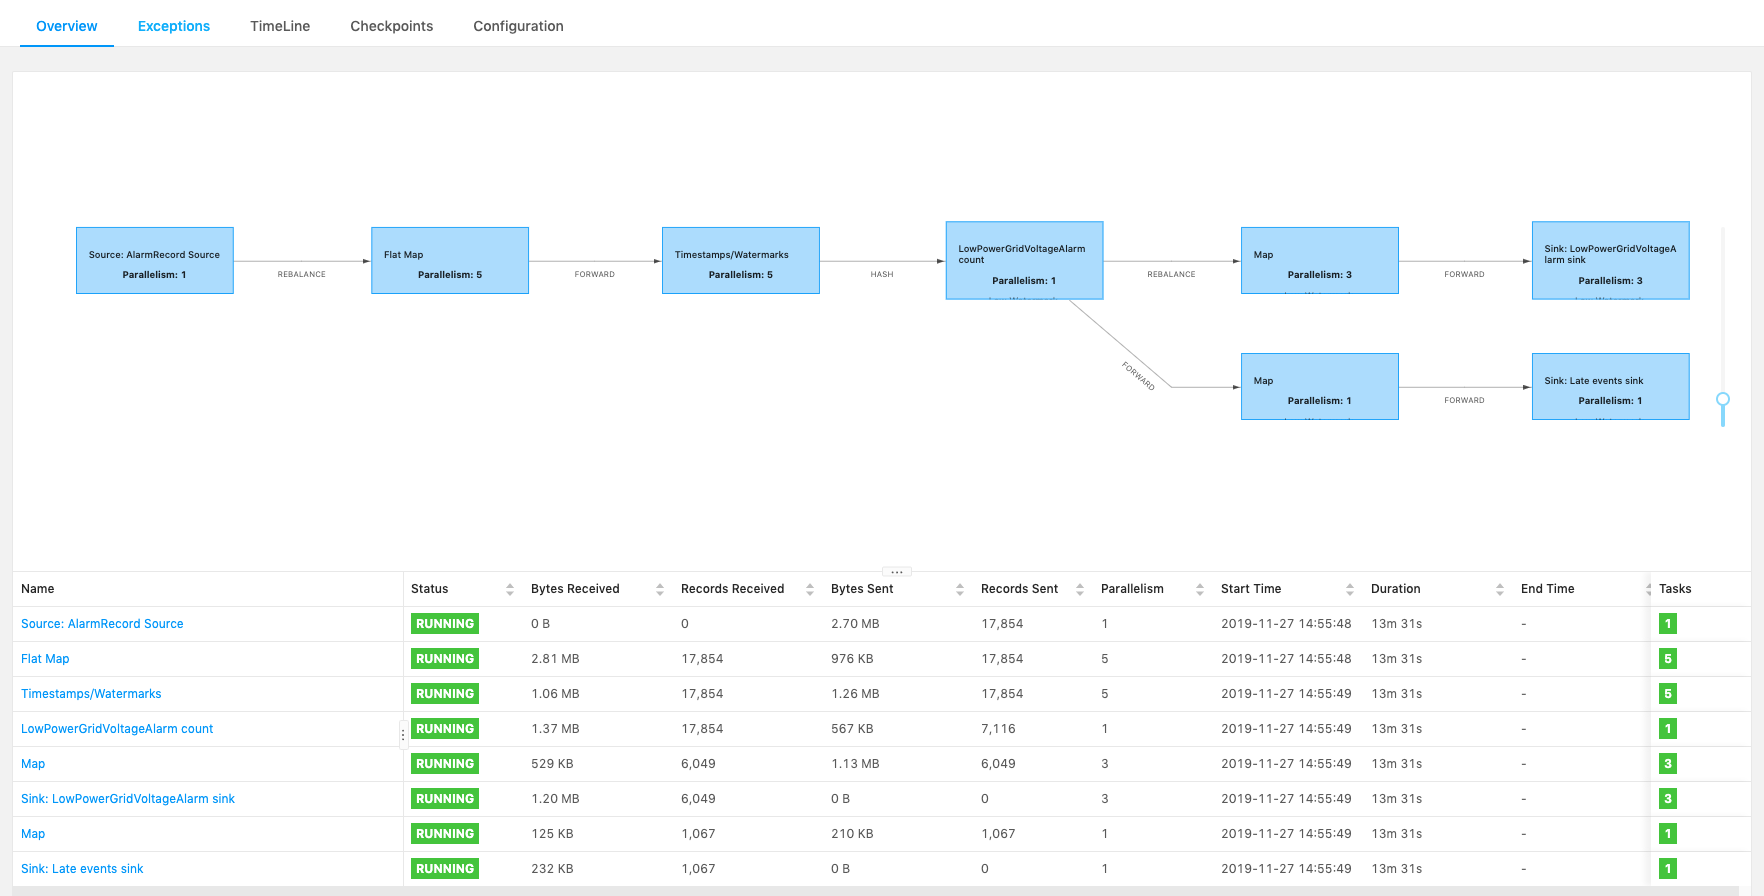 Overview Exceptions TimeLine Checkpoints Configuration
Source: AlarmRecord Source
Parallelism: 1
REBALANCE
Flat Map
Parallelism: 5
FORWARD
Timestamps/Watermarks
Parallelism: 5
HASH
LowPowerGridVoltageAlarm
count
Parallelism: 1
REBALANCE
Map
Parallelism: 3
FORWARD
Sink: LowPowerGridVoltageA
larm sink
Parallelism: 3
FORWARD
Map
Parallelism: 1
FORWARD
Sink: Late events sink
Parallelism: 1
Name Status Bytes Received Records Received Bytes Sent Records Sent Parallelism Start Time Duration End Time Tasks
Source: AlarmRecord Source RUNNING 0 B 0 2.70 MB 17,854 1 2019-11-27 14:55:48 13m 31s - 1
Flat Map RUNNING 2.81 MB 17,854 976 KB 17,854 5 2019-11-27 14:55:48 13m 31s - 5
Timestamps/Watermarks RUNNING 1.06 MB 17,854 1.26 MB 17,854 5 2019-11-27 14:55:49 13m 31s - 5
LowPowerGridVoltageAlarm count RUNNING 1.37 MB 17,854 567 KB 7,116 1 2019-11-27 14:55:49 13m 31s - 1
Map RUNNING 529 KB 6,049 1.13 MB 6,049 3 2019-11-27 14:55:49 13m 31s - 3
Sink: LowPowerGridVoltageAlarm sink RUNNING 1.20 MB 6,049 0 B 0 3 2019-11-27 14:55:49 13m 31s - 3
Map RUNNING 125 KB 1,067 210 KB 1,067 1 2019-11-27 14:55:49 13m 31s - 1
Sink: Late events sink RUNNING 232 KB 1,067 0 B 0 1 2019-11-27 14:55:49 13m 31s - 1